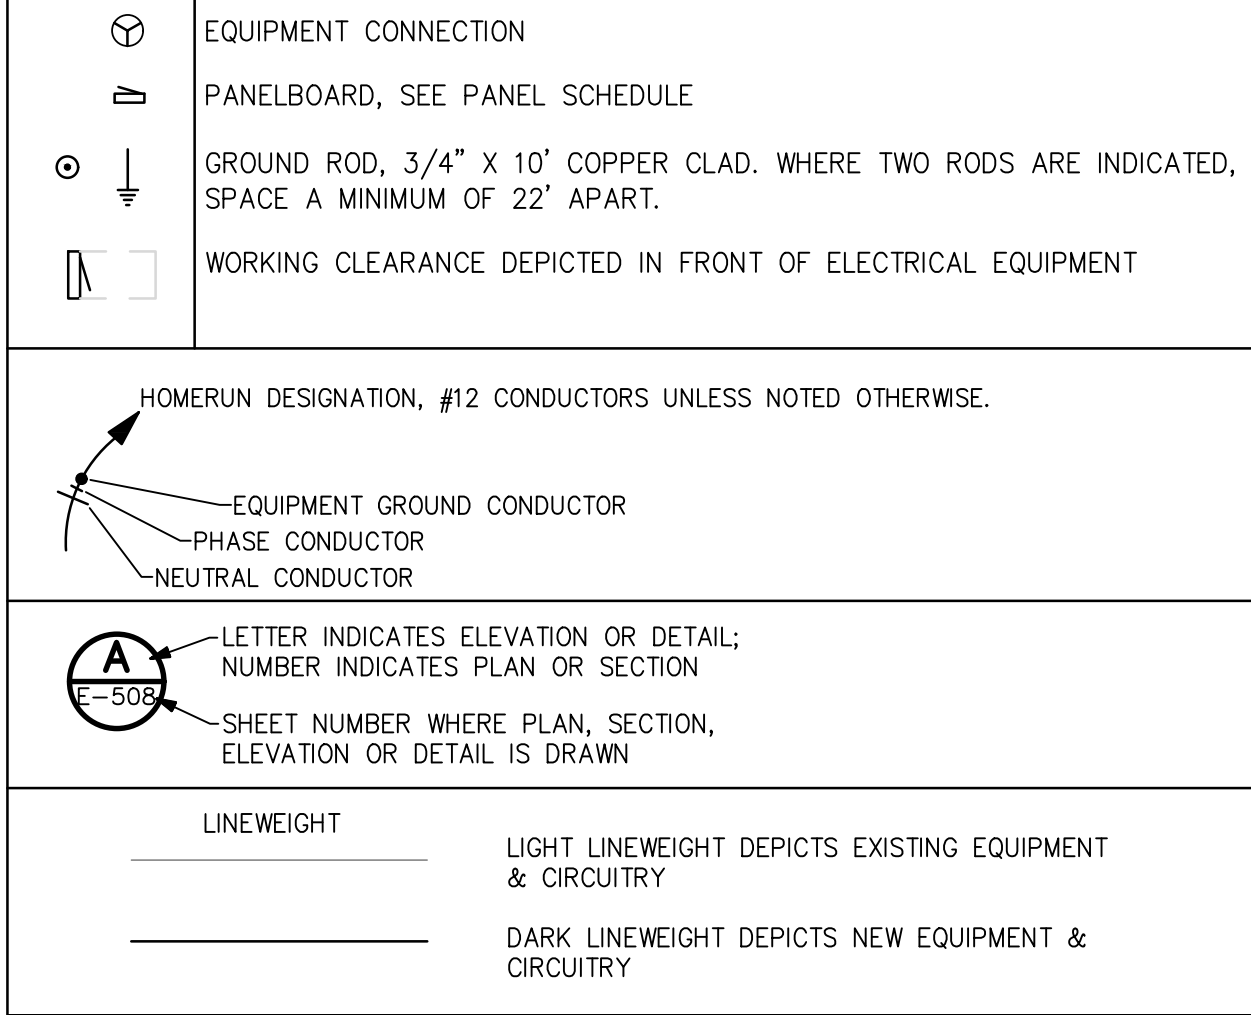 EQUIPMENT CONNECTION
PANELBOARD, SEE PANEL SCHEDULE
GROUND ROD, 3/4" X 10' COPPER CLAD. WHERE TWO RODS ARE INDICATED,
SPACE A MINIMUM OF 22' APART.
WORKING CLEARANCE DEPICTED IN FRONT OF ELECTRICAL EQUIPMENT
HOMERUN DESIGNATION, #12 CONDUCTORS UNLESS NOTED OTHERWISE.
EQUIPMENT GROUND CONDUCTOR
PHASE CONDUCTOR
NEUTRAL CONDUCTOR
A
E-508
LETTER INDICATES ELEVATION OR DETAIL;
NUMBER INDICATES PLAN OR SECTION
SHEET NUMBER WHERE PLAN, SECTION,
ELEVATION OR DETAIL IS DRAWN
LINEWEIGHT
LIGHT LINEWEIGHT DEPICTS EXISTING EQUIPMENT
& CIRCUITRY
DARK LINEWEIGHT DEPICTS NEW EQUIPMENT &
CIRCUITRY